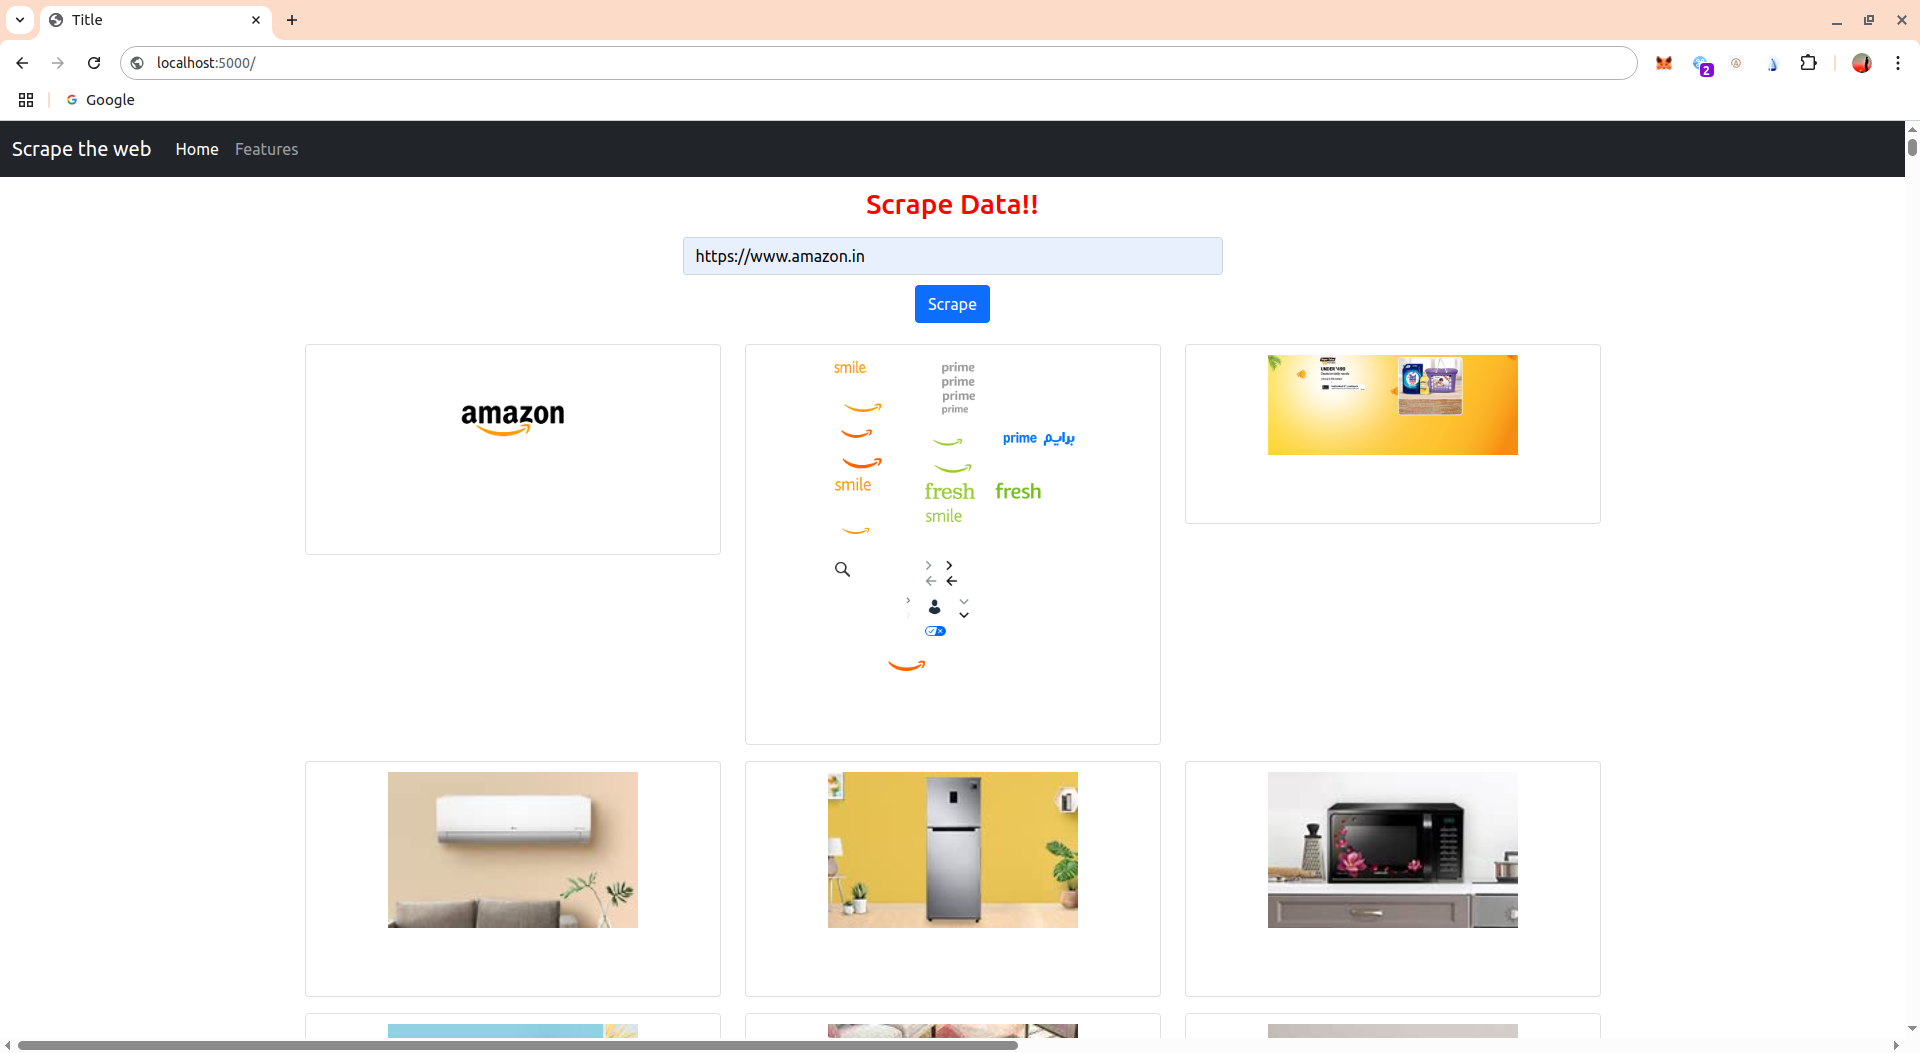 Title
localhost:5000/
2
Google
Scrape the web Home Features
Scrape Data!!
https://www.amazon.in
Scrape
amazon
smile
prime
prime
prime
prime
prime برايم
smile
fresh fresh
smile
UNDER ₹499